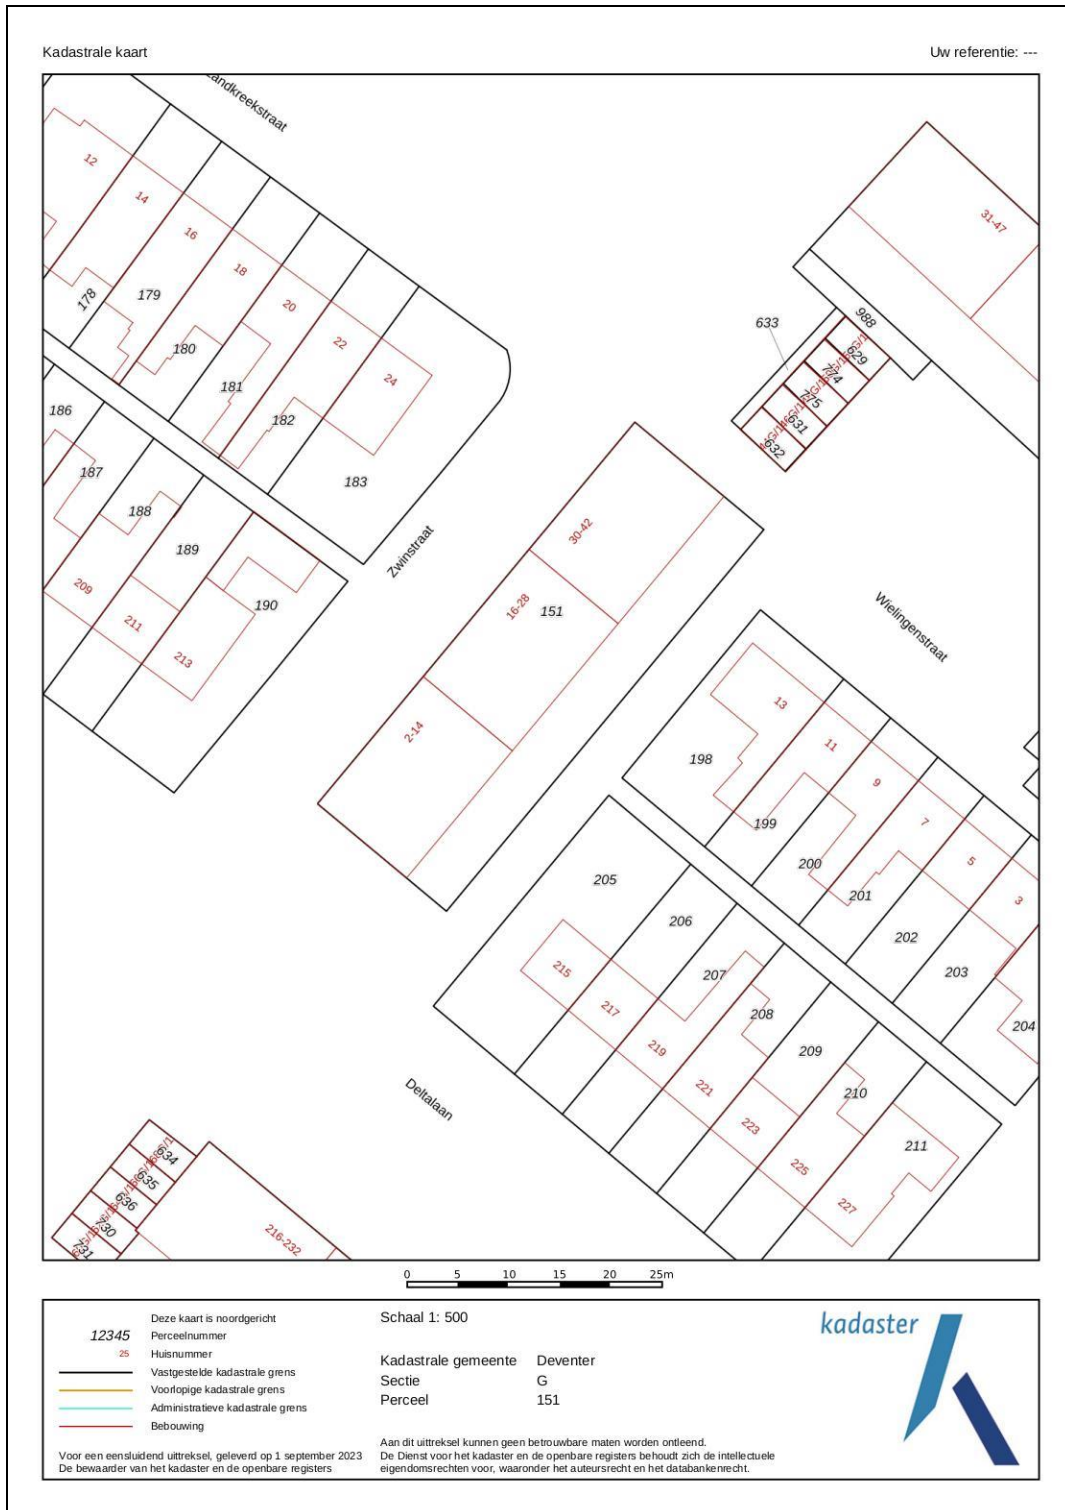 Kadastrale kaart
Uw referentie: ---
andkreekstraat
12
14
16
18
20
22
24
31-47
178
179
180
181
182
183
633
988
629
774
775
631
632
186
187
188
189
190
209
211
213
Zwinstraat
30-42
16-28
151
2-14
Wielingenstraat
13
11
9
7
5
3
198
199
200
201
202
203
204
205
206
207
208
209
210
211
215
217
219
221
223
225
227
Deltalaan
634
635
636
730
731
216-232
0 5 10 15 20 25m
Deze kaart is noordgericht
12345 Perceelnummer
25 Huisnummer
Vastgestelde kadastrale grens
Voorlopige kadastrale grens
Administratieve kadastrale grens
Bebouwing
Voor een eensluidend uittreksel, geleverd op 1 september 2023
De bewaarder van het kadaster en de openbare registers
Schaal 1: 500
Kadastrale gemeente Deventer
Sectie G
Perceel 151
Aan dit uittreksel kunnen geen betrouwbare maten worden ontleend.
De Dienst voor het kadaster en de openbare registers behoudt zich de intellectuele
eigendomsrechten voor, waaronder het auteursrecht en het databankenrecht.
kadaster